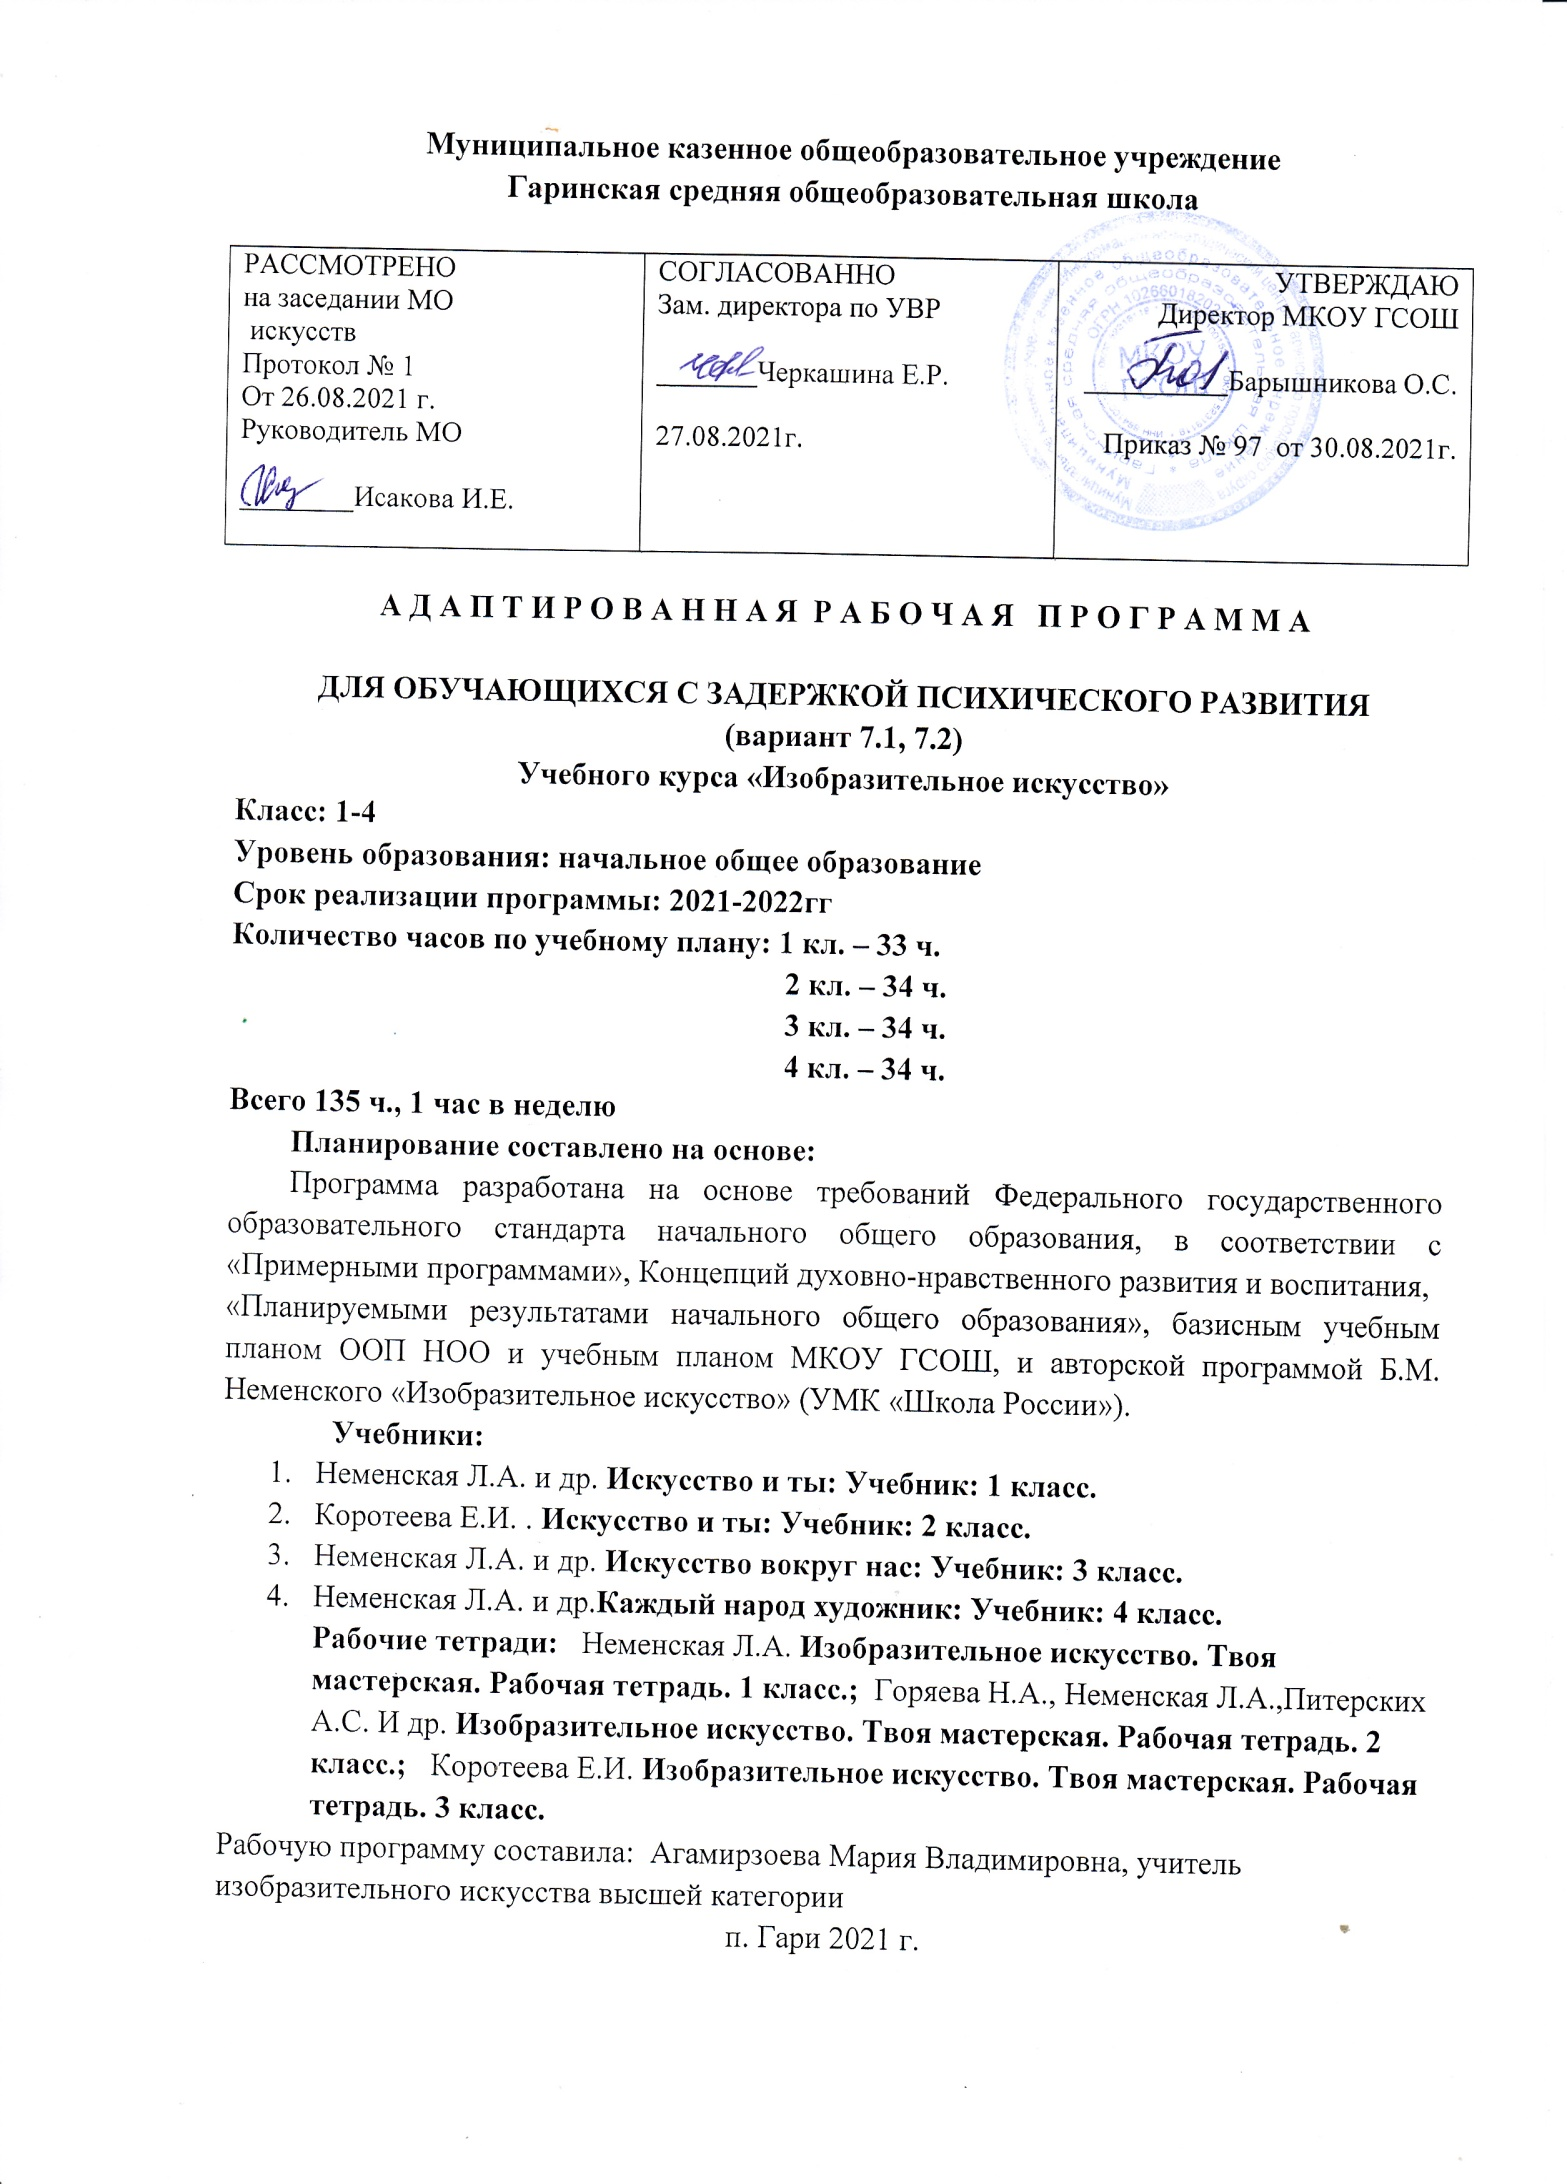 Муниципальное казенное общеобразовательное учреждение
Гаринская средняя общеобразовательная школа
РАССМОТРЕНО
на заседании МО
искусств
Протокол № 1
От 26.08.2021 г.
Руководитель МО
________Исакова И.Е.
СОГЛАСОВАННО
Зам. директора по УВР
_______Черкашина Е.Р.
27.08.2021г.
УТВЕРЖДАЮ
Директор МКОУ ГСОШ
__________Барышникова О.С.
Приказ № 97 от 30.08.2021г.
МКОУ
ГСОШ
А Д А П Т И Р О В А Н Н А Я Р А Б О Ч А Я П Р О Г Р А М М А
ДЛЯ ОБУЧАЮЩИХСЯ С ЗАДЕРЖКОЙ ПСИХИЧЕСКОГО РАЗВИТИЯ
(вариант 7.1, 7.2)
Учебного курса «Изобразительное искусство»
Класс: 1-4
Уровень образования: начальное общее образование
Срок реализации программы: 2021-2022гг
Количество часов по учебному плану: 1 кл. – 33 ч.
2 кл. – 34 ч.
3 кл. – 34 ч.
4 кл. – 34 ч.
Всего 135 ч., 1 час в неделю
Планирование составлено на основе:
Программа разработана на основе требований Федерального государственного
образовательного стандарта начального общего образования, в соответствии с
«Примерными программами», Концепций духовно-нравственного развития и воспитания,
«Планируемыми результатами начального общего образования», базисным учебным
планом ООП НОО и учебным планом МКОУ ГСОШ, и авторской программой Б.М.
Неменского «Изобразительное искусство» (УМК «Школа России»).
Учебники:
1. Неменская Л.А. и др. Искусство и ты: Учебник: 1 класс.
2. Коротеева Е.И. . Искусство и ты: Учебник: 2 класс.
3. Неменская Л.А. и др. Искусство вокруг нас: Учебник: 3 класс.
4. Неменская Л.А. и др.Каждый народ художник: Учебник: 4 класс.
Рабочие тетради: Неменская Л.А. Изобразительное искусство. Твоя
мастерская. Рабочая тетрадь. 1 класс.; Горяева Н.А., Неменская Л.А.,Питерских
А.С. И др. Изобразительное искусство. Твоя мастерская. Рабочая тетрадь. 2
класс.; Коротеева Е.И. Изобразительное искусство. Твоя мастерская. Рабочая
тетрадь. 3 класс.
Рабочую программу составила: Агамирзоева Мария Владимировна, учитель
изобразительного искусства высшей категории
п. Гари 2021 г.